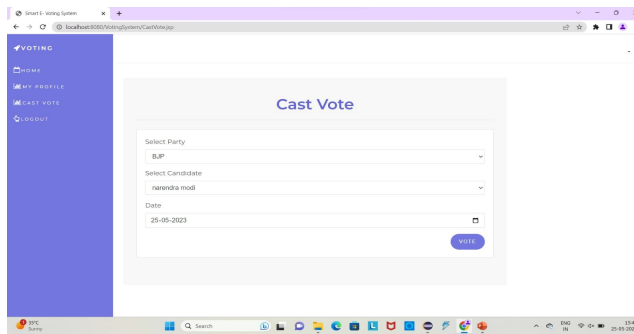 Smart E- Voting System
localhost:8080/VotingSystem/CastVote.jsp
VOTING
HOME
MY PROFILE
CAST VOTE
LOGOUT
Cast Vote
Select Party
BJP
Select Candidate
narendra modi
Date
25-05-2023
VOTE
35°C
Sunny
Search
ENG
IN